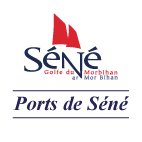 Séné
Golfe du Morbihan
ar Mor Bihan
Ports de Séné